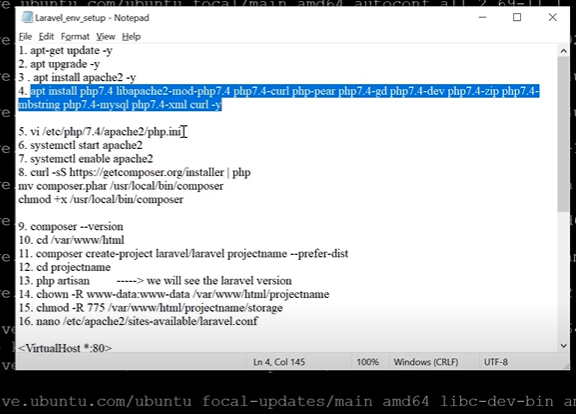 ve.ubuntu.com/ubuntu focal/main amd64 autoconf all 2.69-11
Laravel_env_setup - Notepad
File Edit Format View Help
1. apt-get update -y
2. apt upgrade -y
3 . apt install apache2 -y
4. apt install php7.4 libapache2-mod-php7.4 php7.4-curl php-pear php7.4-gd php7.4-dev php7.4-zip php7.4-
mbstring php7.4-mysql php7.4-xml curl -y
5. vi /etc/php/7.4/apache2/php.ini
6. systemctl start apache2
7. systemctl enable apache2
8. curl -sS https://getcomposer.org/installer | php
mv composer.phar /usr/local/bin/composer
chmod +x /usr/local/bin/composer
9. composer --version
10. cd /var/www/html
11. composer create-project laravel/laravel projectname --prefer-dist
12. cd projectname
13. php artisan -----> we will see the laravel version
14. chown -R www-data:www-data /var/www/html/projectname
15. chmod -R 775 /var/www/html/projectname/storage
16. nano /etc/apache2/sites-available/laravel.conf
<VirtualHost *:80>
Ln 4, Col 145 100% Windows (CRLF) UTF-8
ve.ubuntu.com/ubuntu focal-updates/main amd64 libc-dev-bin am